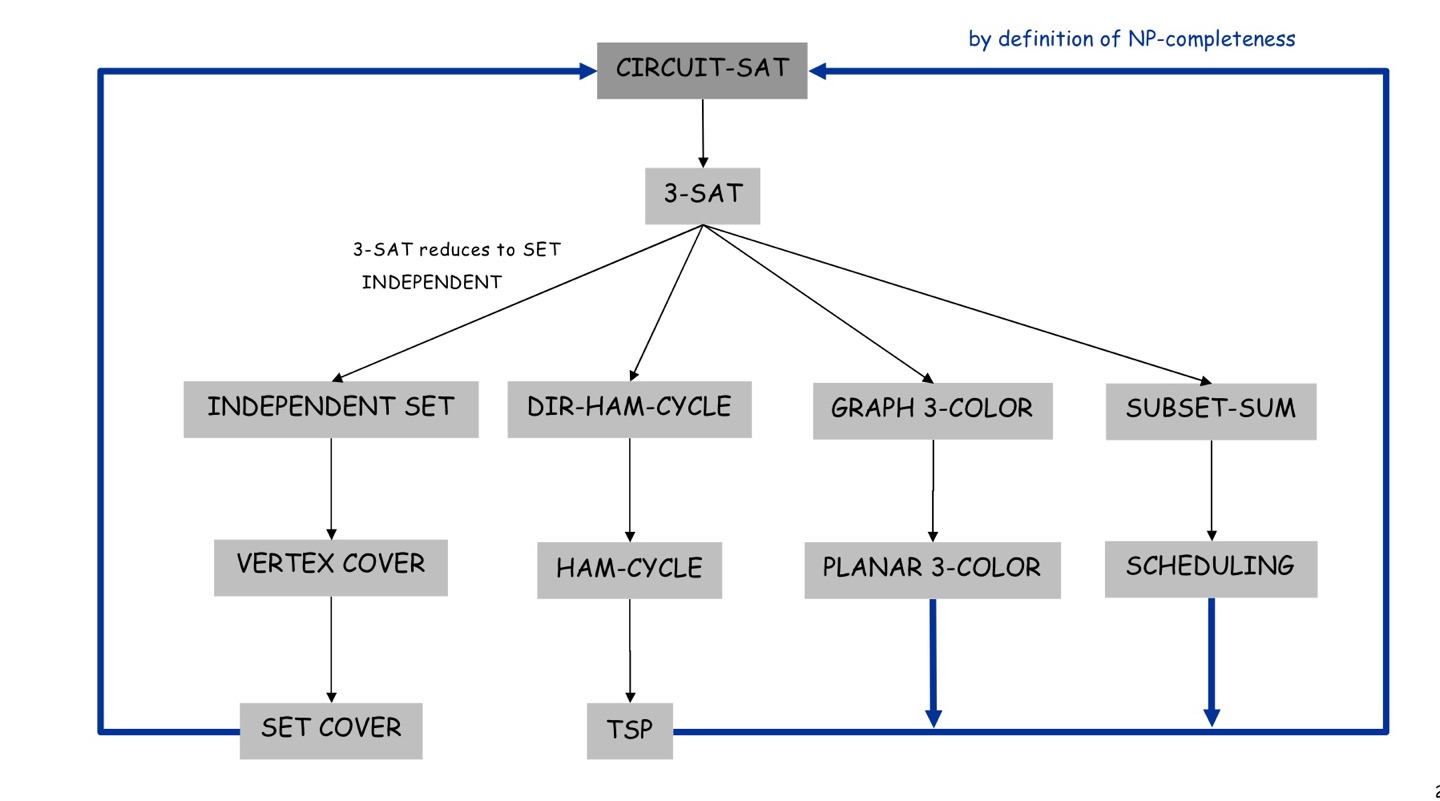 by definition of NP-completeness
CIRCUIT-SAT
3-SAT
3-SAT reduces to SET
INDEPENDENT
INDEPENDENT SET
DIR-HAM-CYCLE
GRAPH 3-COLOR
SUBSET-SUM
VERTEX COVER
HAM-CYCLE
PLANAR 3-COLOR
SCHEDULING
SET COVER
TSP